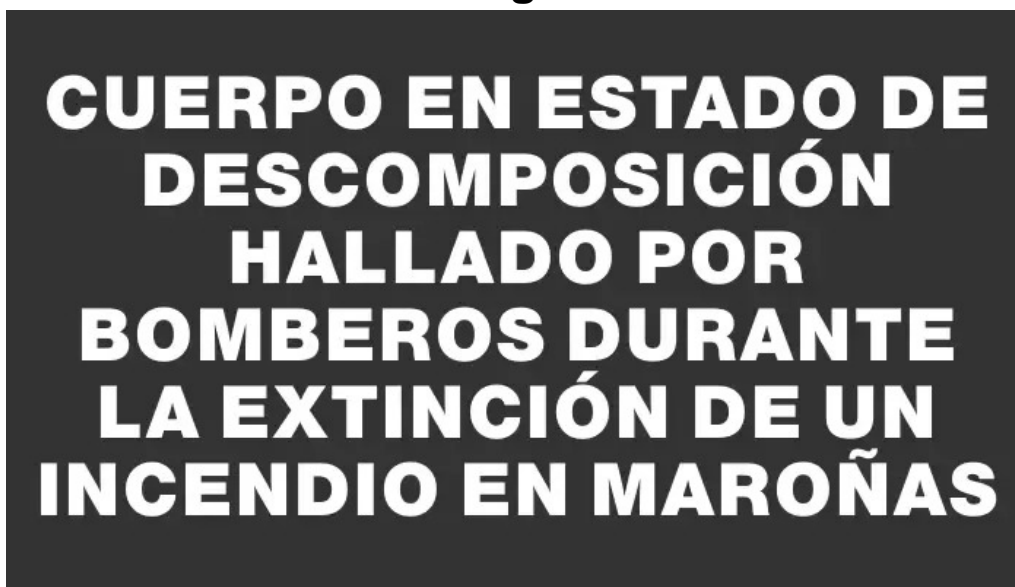 CUERPO EN ESTADO DE
DESCOMPOSICIÓN
HALLADO POR
BOMBEROS DURANTE
LA EXTINCIÓN DE UN
INCENDIO EN MAROÑAS